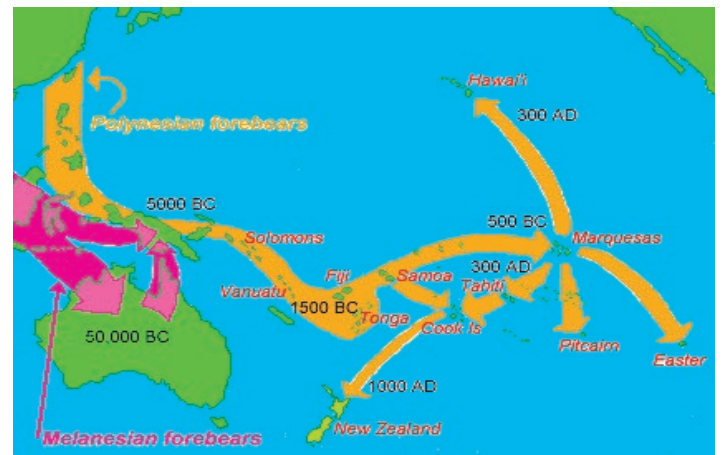 Hawai'i
300 AD
Polynesian forebears
5000 BC
Solomons
500 BC
Marquesas
Fiji
Samoa
300 AD
Tahiti
Vanuatu
1500 BC
Tonga
Cook Is
Pitcairn
Easter
50,000 BC
1000 AD
New Zealand
Melanesian forebears